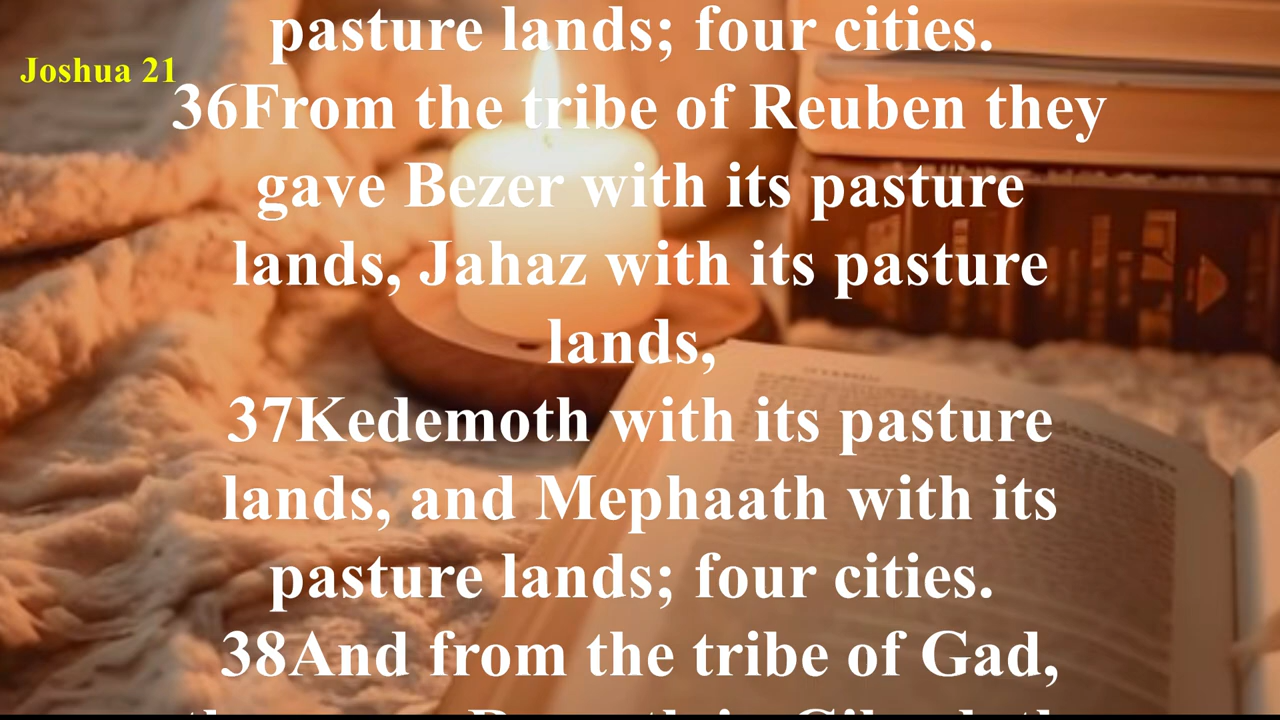 pasture lands; four cities.
Joshua 21
36From the tribe of Reuben they
gave Bezer with its pasture
lands, Jahaz with its pasture
lands,
37Kedemoth with its pasture
lands, and Mephaath with its
pasture lands; four cities.
38And from the tribe of Gad,